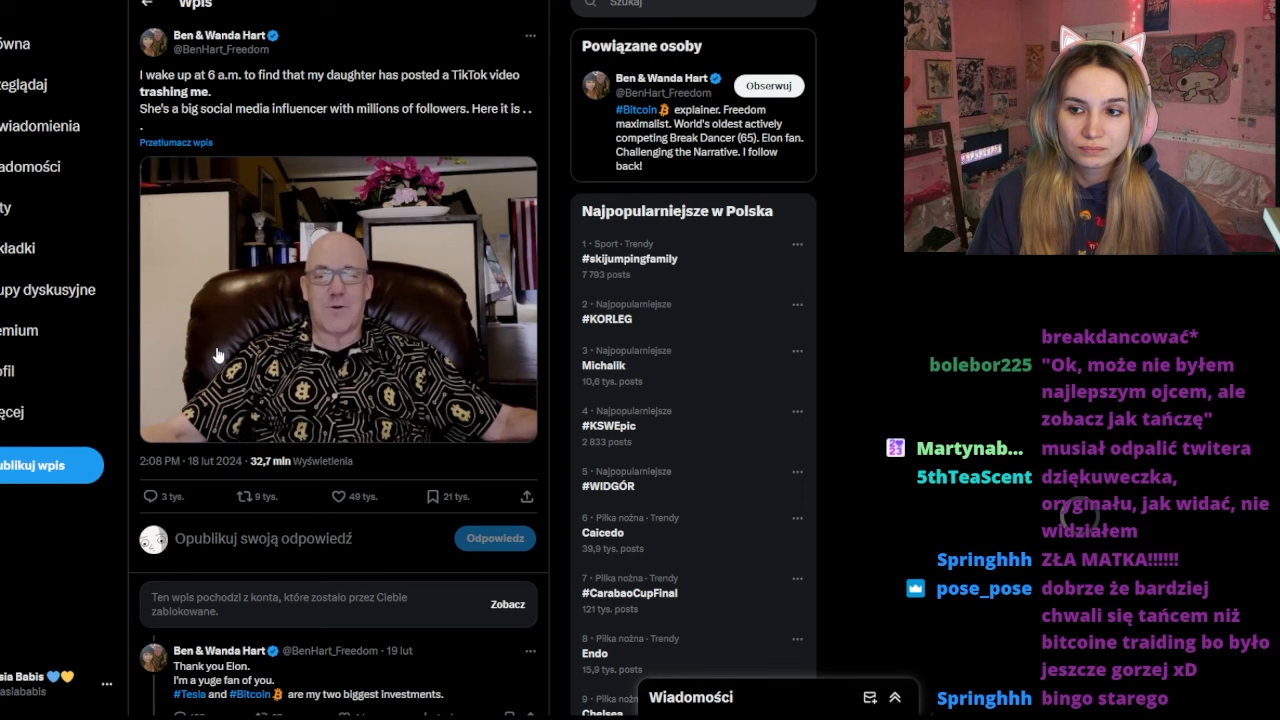 Wpis
Szukaj
ówna
zeglądaj
wiadomienia
adomości
ty
kładki
upy dyskusyjne
emium
ofil
ęcej
ublikuj wpis
sia Babis 💙💛
asiababis
Ben & Wanda Hart
@BenHart_Freedom
I wake up at 6 a.m. to find that my daughter has posted a TikTok video
trashing me.
She's a big social media influencer with millions of followers. Here it is . .
.
Przetłumacz wpis
2:08 PM · 18 lut 2024 · 32,7 mln Wyświetlenia
3 tys.
9 tys.
49 tys.
21 tys.
Opublikuj swoją odpowiedź
Odpowiedz
Ten wpis pochodzi z konta, które zostało przez Ciebie
zablokowane.
Zobacz
Ben & Wanda Hart @BenHart_Freedom · 19 lut
Thank you Elon.
I'm a yuge fan of you.
#Tesla and #Bitcoin are my two biggest investments.
Powiązane osoby
Ben & Wanda Hart
@BenHart_Freedom
Obserwuj
#Bitcoin explainer. Freedom
maximalist. World's oldest actively
competing Break Dancer (65). Elon fan.
Challenging the Narrative. I follow
back!
Najpopularniejsze w Polska
1 · Sport · Trendy
#skijumpingfamily
7 793 posts
2 · Najpopularniejsze
#KORLEG
3 · Najpopularniejsze
Michalik
10,6 tys. posts
4 · Najpopularniejsze
#KSWEpic
2 833 posts
5 · Najpopularniejsze
#WIDGÓR
6 · Piłka nożna · Trendy
Caicedo
39,9 tys. posts
7 · Piłka nożna · Trendy
#CarabaoCupFinal
121 tys. posts
8 · Piłka nożna · Trendy
Endo
15,9 tys. posts
9 · Piłka nożna · Trendy
Chelsea
Wiadomości
breakdancować*
bolebor225 "Ok, może nie byłem
najlepszym ojcem, ale
zobacz jak tańczę"
Martynab... musiał odpalić twitera
5thTeaScent dziękuweczka,
oryginału, jak widać, nie
widziałem
Springhhh ZŁA MATKA!!!!!!
pose_pose dobrze że bardziej
chwali się tańcem niż
bitcoine traiding bo było
jeszcze gorzej xD
Springhhh bingo starego